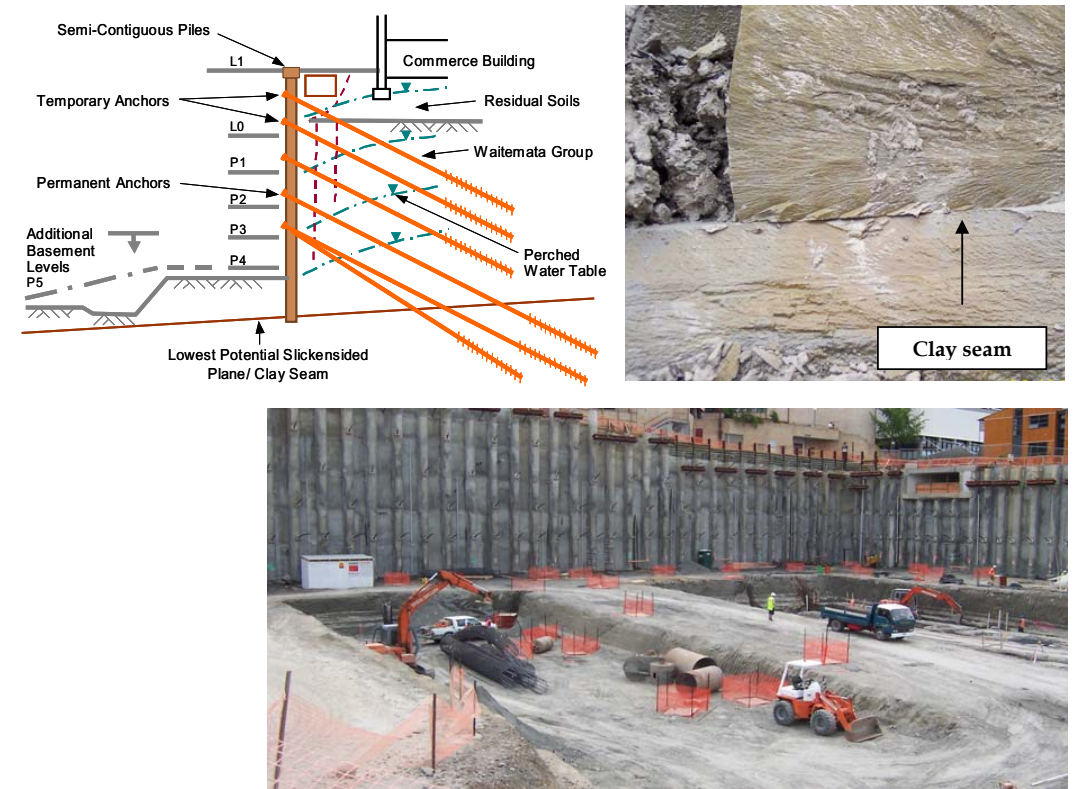 Semi-Contiguous Piles
L1
Commerce Building
Temporary Anchors
Residual Soils
L0
Waitemata Group
P1
Permanent Anchors
P2
Additional
Basement
Levels
P5
P3
Perched
Water Table
P4
Lowest Potential Slickensided
Plane/ Clay Seam
Clay seam